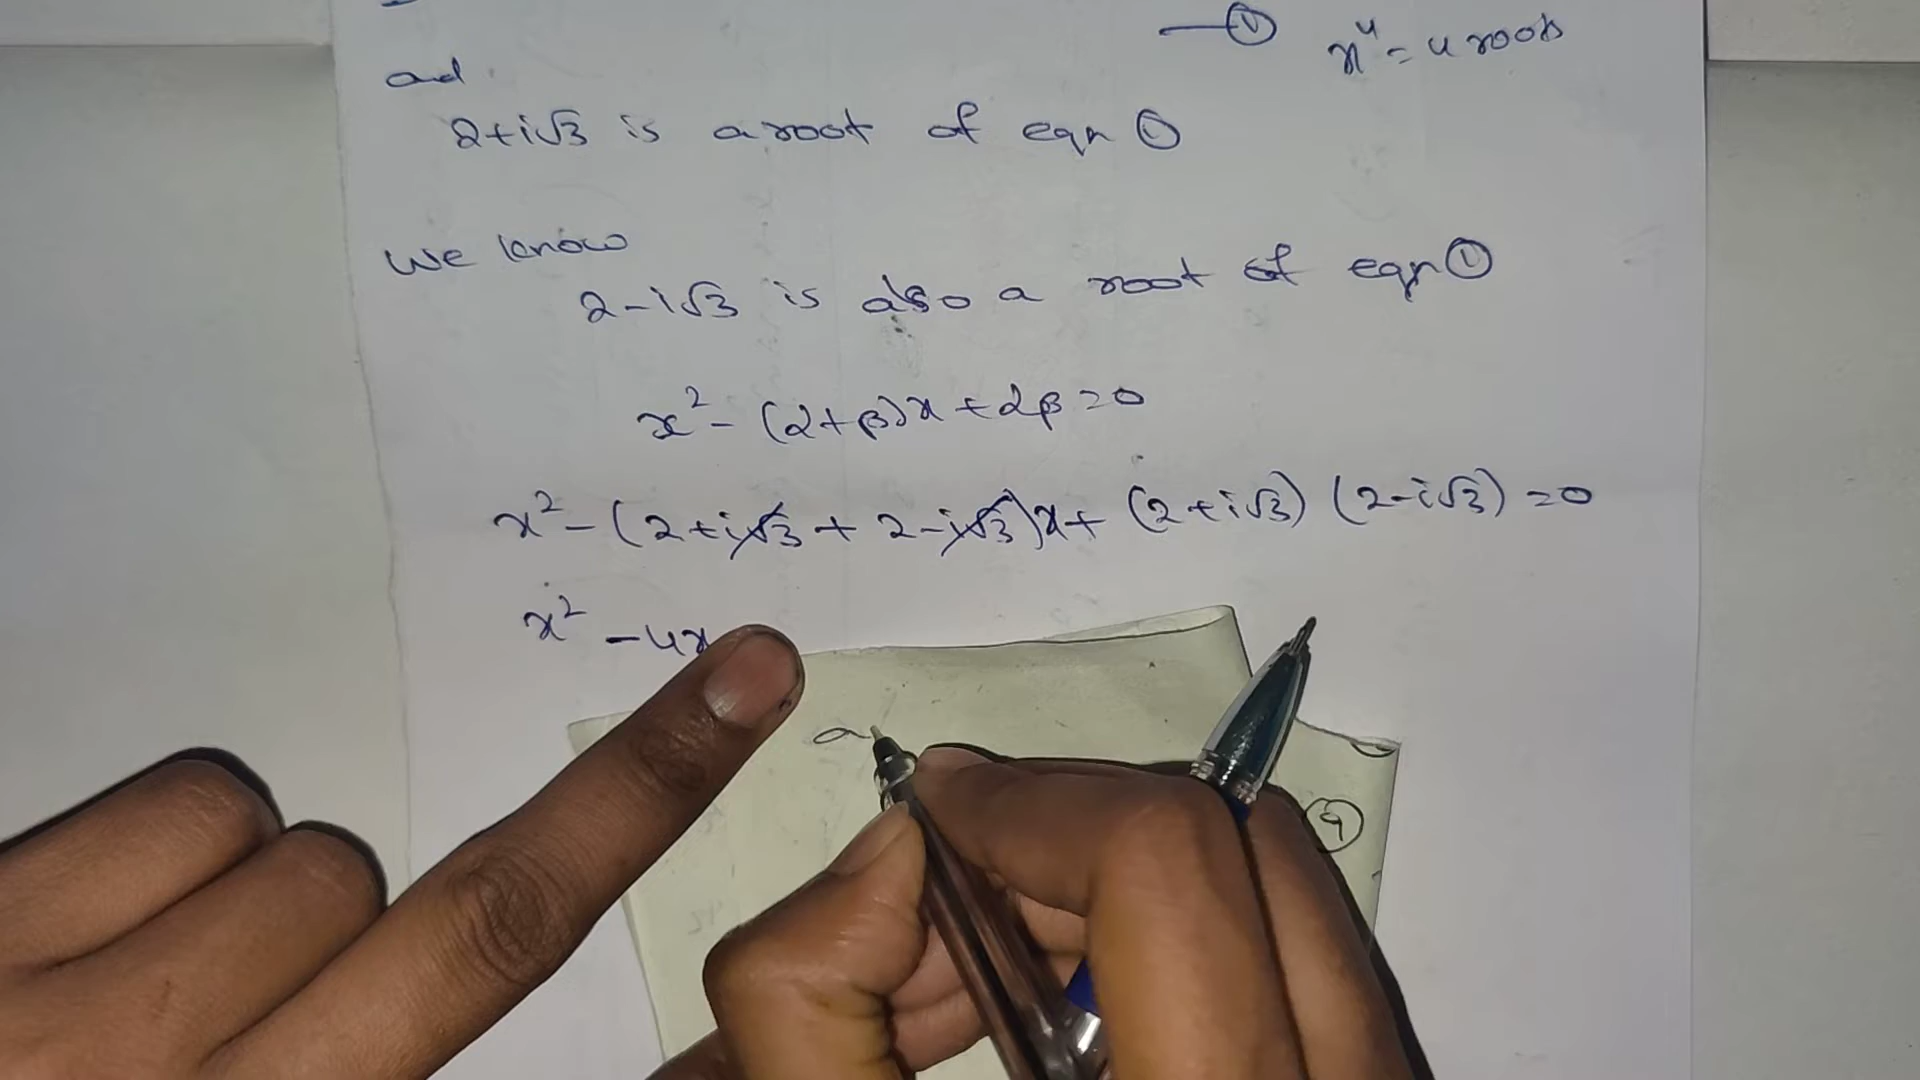 — ① x⁴ = 4 roots
and
2+i√3 is a root of eqn ①
We know
2-i√3 is also a root of eqn ①
x² - (α+β)x + αβ = 0
x² - (2+i√3 + 2-i√3)x + (2+i√3) (2-i√3) = 0
x² - 4x
a
9